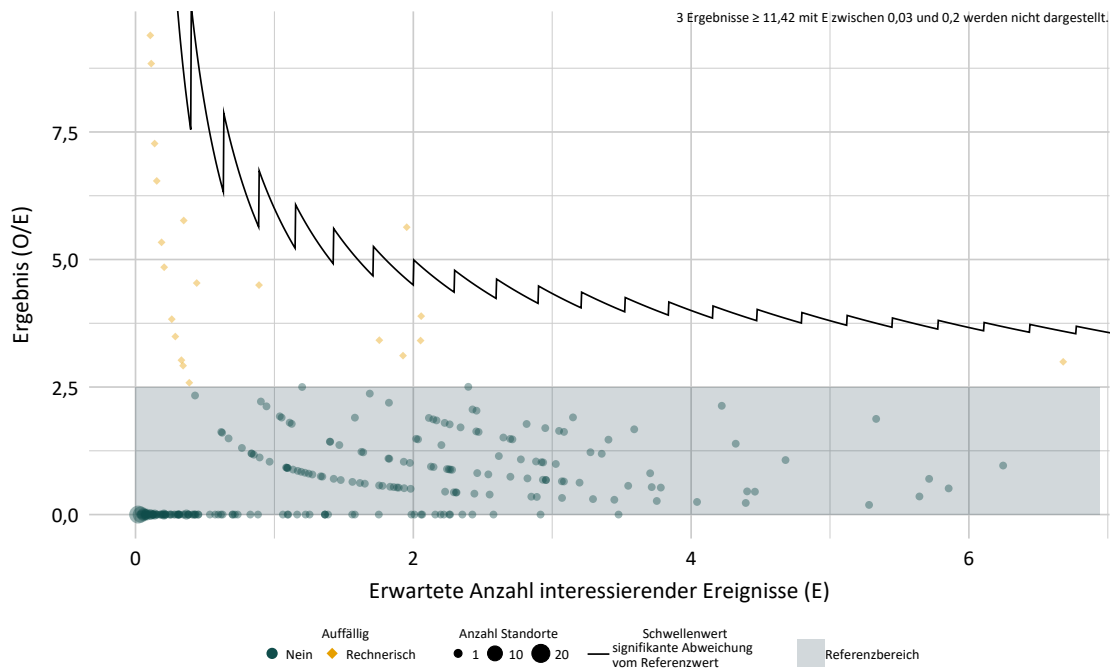 3 Ergebnisse ≥ 11,42 mit E zwischen 0,03 und 0,2 werden nicht dargestellt.
Ergebnis (O/E)
7,5
5,0
2,5
0,0
0 2 4 6
Erwartete Anzahl interessierender Ereignisse (E)
Auffällig Anzahl Standorte Schwellenwert
Nein Rechnerisch 1 10 20 signifikante Abweichung
vom Referenzwert Referenzbereich